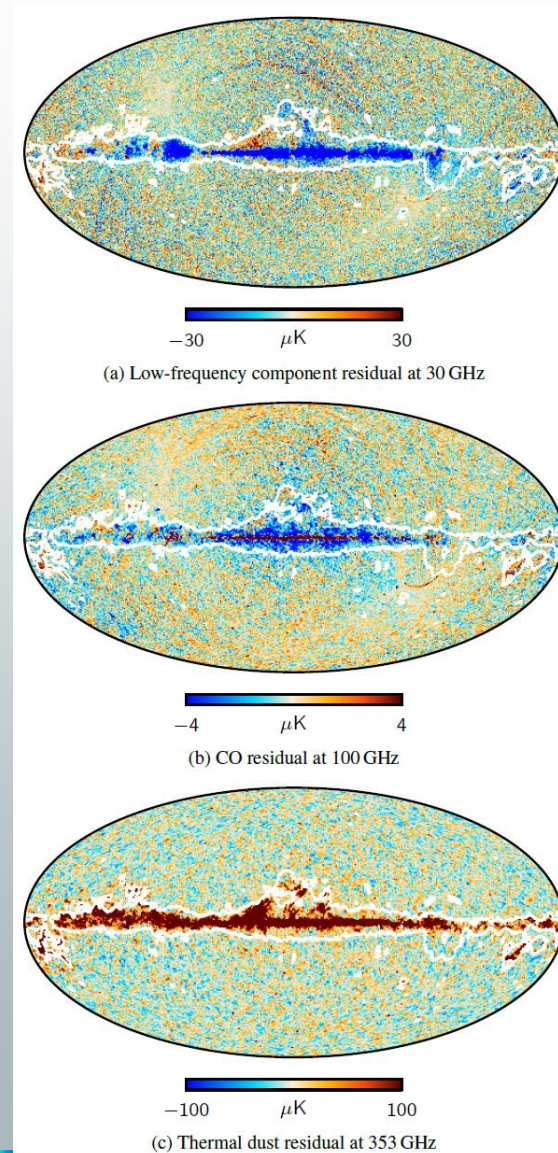 −30 μK 30
(a) Low-frequency component residual at 30 GHz
−4 μK 4
(b) CO residual at 100 GHz
−100 μK 100
(c) Thermal dust residual at 353 GHz